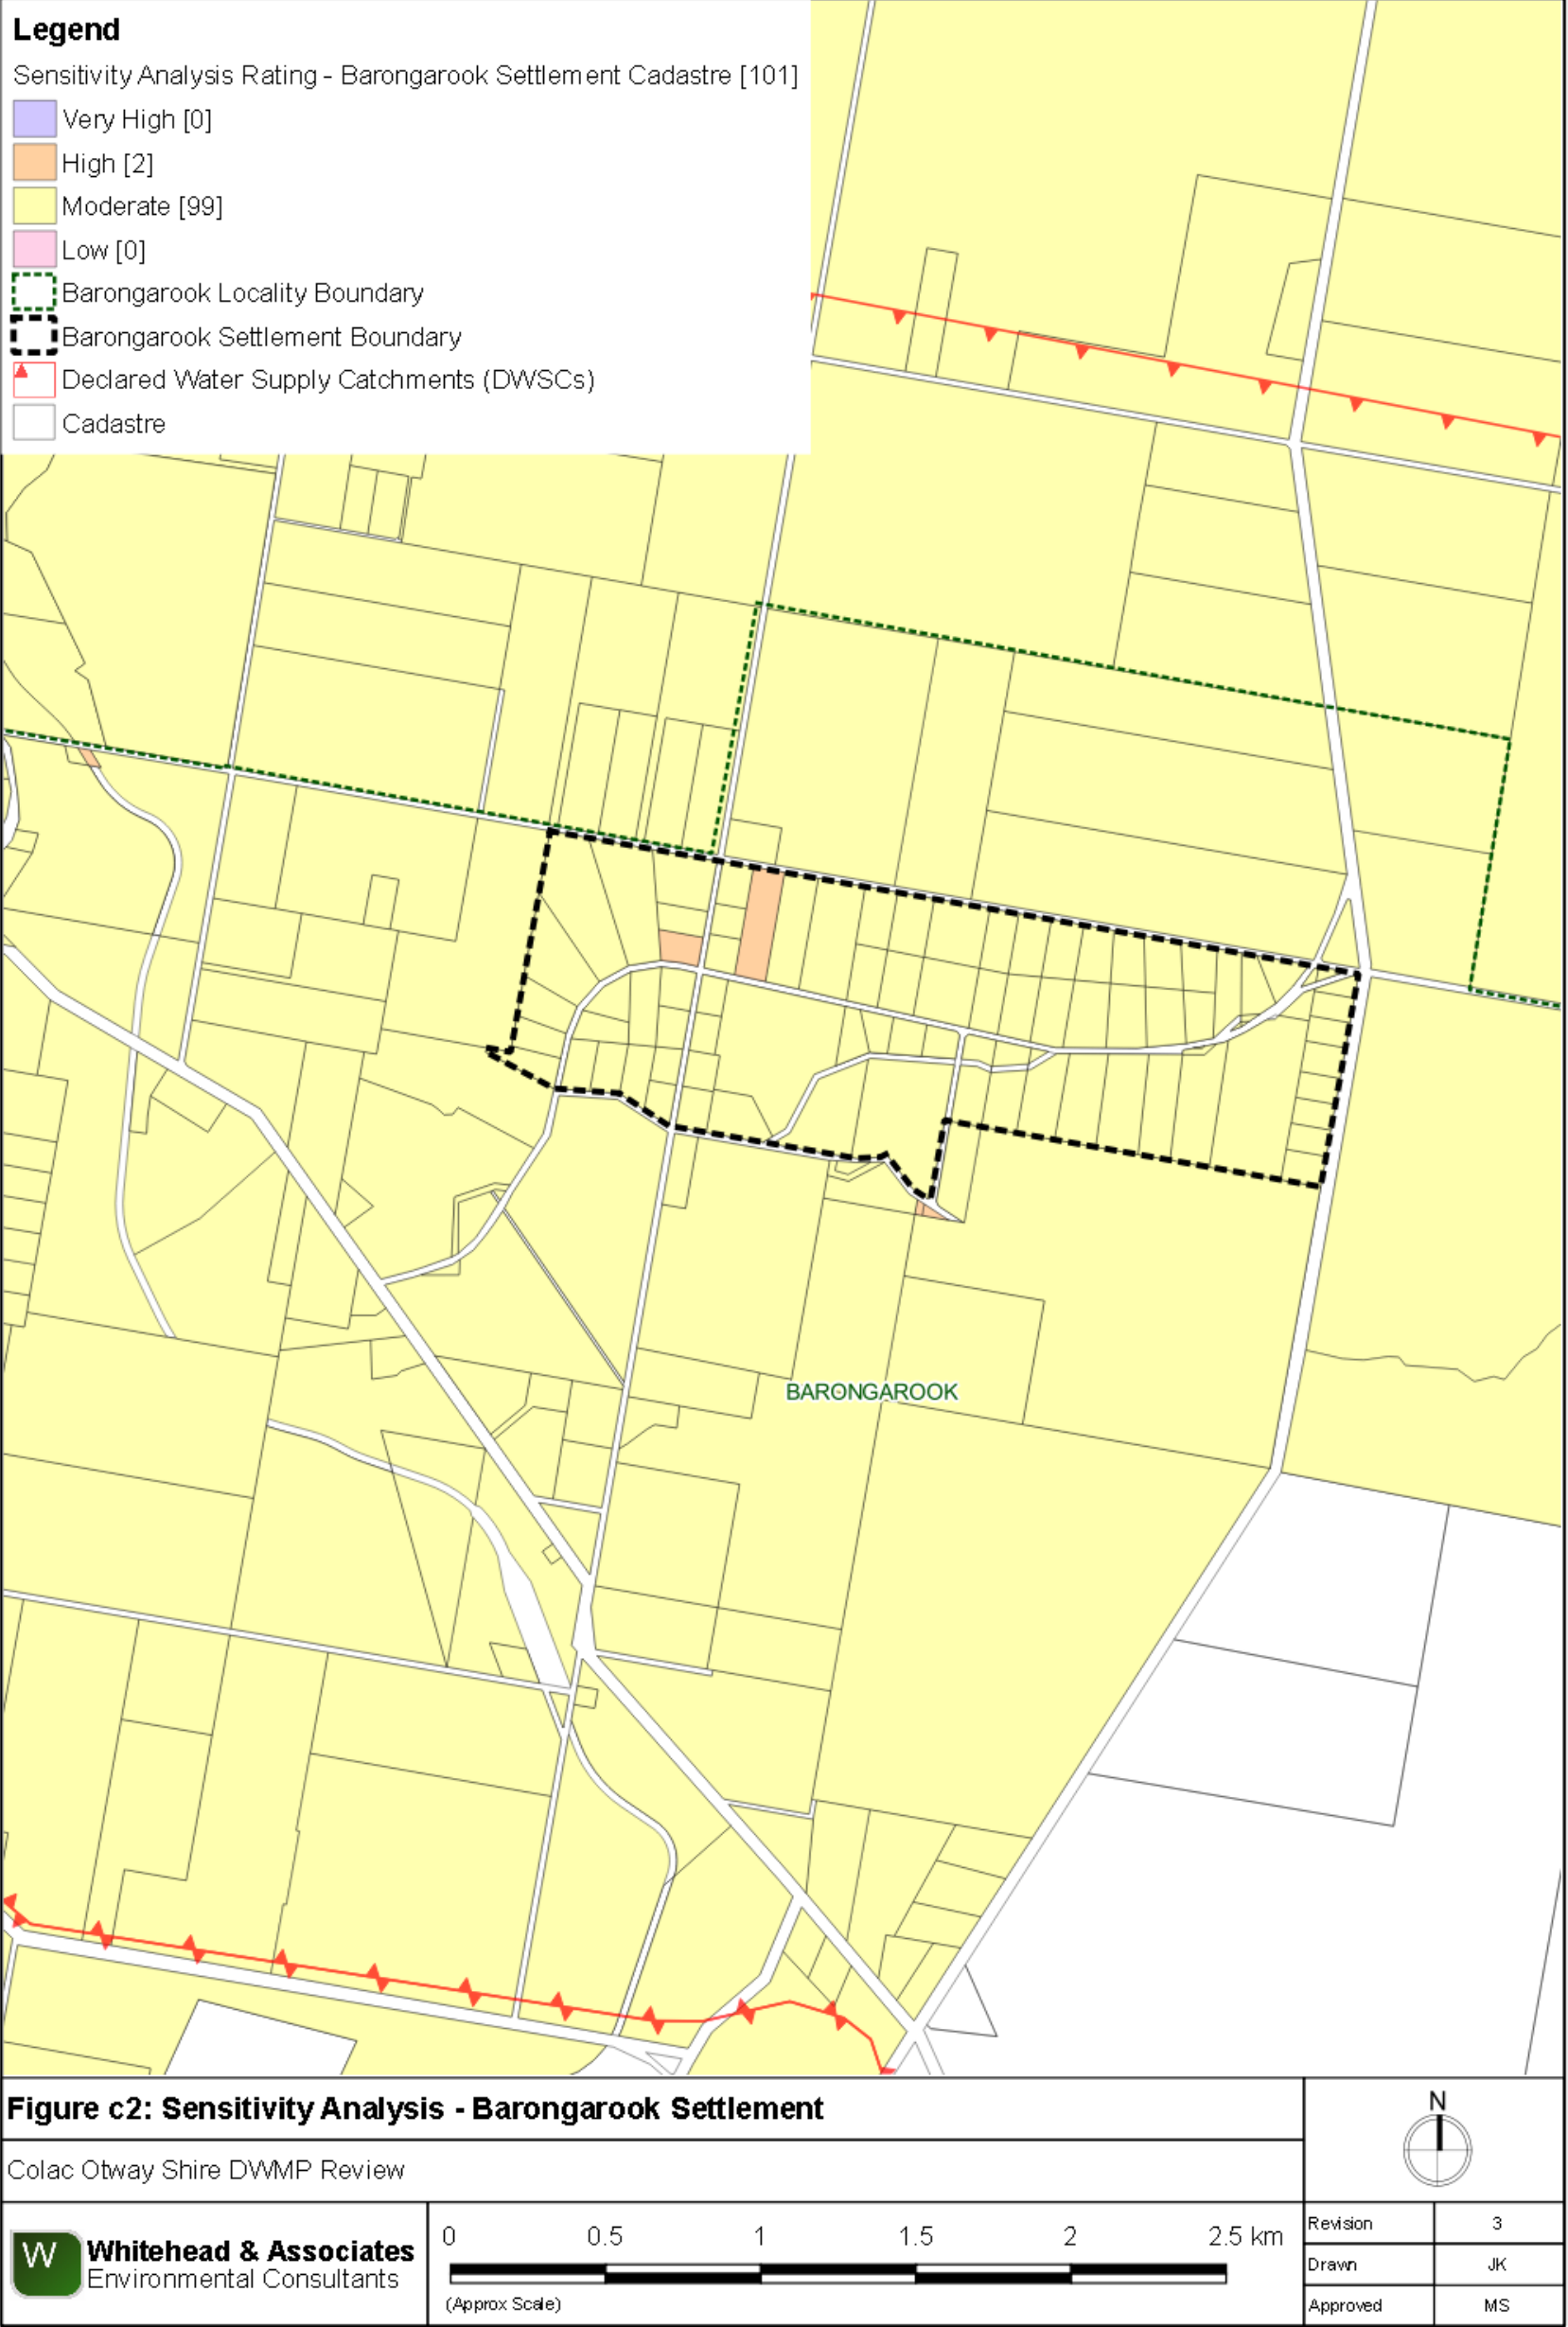 Legend
Sensitivity Analysis Rating - Barongarook Settlement Cadastre [101]
Very High [0]
High [2]
Moderate [99]
Low [0]
Barongarook Locality Boundary
Barongarook Settlement Boundary
Declared Water Supply Catchments (DWSCs)
Cadastre
BARONGAROOK
Figure c2: Sensitivity Analysis - Barongarook Settlement
N
Colac Otway Shire DWMP Review
W
Whitehead & Associates
Environmental Consultants
0 0.5 1 1.5 2 2.5 km
(Approx Scale)
Revision 3
Drawn JK
Approved MS